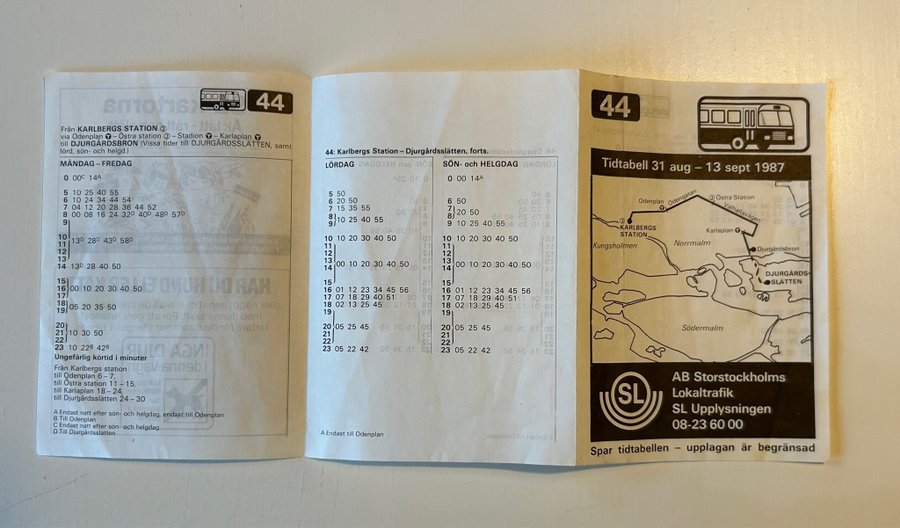 44
Från KARLBERGS STATION
via Odenplan T – Östra station – Stadion T – Karlaplan T
till DJURGÅRDSBRON (Vissa tider till DJURGÅRDSSLÄTTEN, samt
lörd, sön- och helgd.)
MÅNDAG – FREDAG
0 00C 14A
5 10 25 40 55
6 10 24 34 44 54
7 04 12 20 28 36 44 52
8 00 08 16 24 32D 40D 48D 57D
9
10
11 13D 28D 43D 58D
12
13
14 13D 28 40 50
15
16 00 10 20 30 40 50
17
18 05 20 35 50
19
20
21 10 30 50
22
23 10 22B 42B
Ungefärlig körtid i minuter
Från Karlbergs station
till Odenplan 6–7,
till Östra station 11 – 15,
till Karlaplan 18 – 24,
till Djurgårdsslätten 24 – 30
A Endast natt efter sön- och helgdag, endast till Odenplan
B Till Odenplan
C Endast natt efter sön- och helgdag
D Till Djurgårdsslätten
44: Karlbergs Station – Djurgårdsslätten, forts.
LÖRDAG
5 50
6 20 50
7 15 35 55
8 10 25 40 55
9
10 10 20 30 40 50
11
12
13
14 00 10 20 30 40 50
15
16 01 12 23 34 45 56
17 07 18 29 40 51
18 02 13 25 45
19
20 05 25 45
21
22
23 05 22 42
SÖN- och HELGDAG
0 00 14A
6 50
7
8 20 50
9 10 25 40 55
10 10 20 30 40 50
11
12
13
14 00 10 20 30 40 50
15
16 01 12 23 34 45 56
17 07 18 29 40 51
18 02 13 25 45
19
20 05 25 45
21
22
23 05 22 42
A Endast till Odenplan
44
Tidtabell 31 aug – 13 sept 1987
Odenplan
Odengatan
Östra Station
Valhallavägen
KARLBERGS
STATION
Karlaplan T
Kungsholmen
Norrmalm
Djurgårdsbron
DJURGÅRDS-
SLÄTTEN
Södermalm
SL
AB Storstockholms
Lokaltrafik
SL Upplysningen
08-23 60 00
Spar tidtabellen – upplagan är begränsad